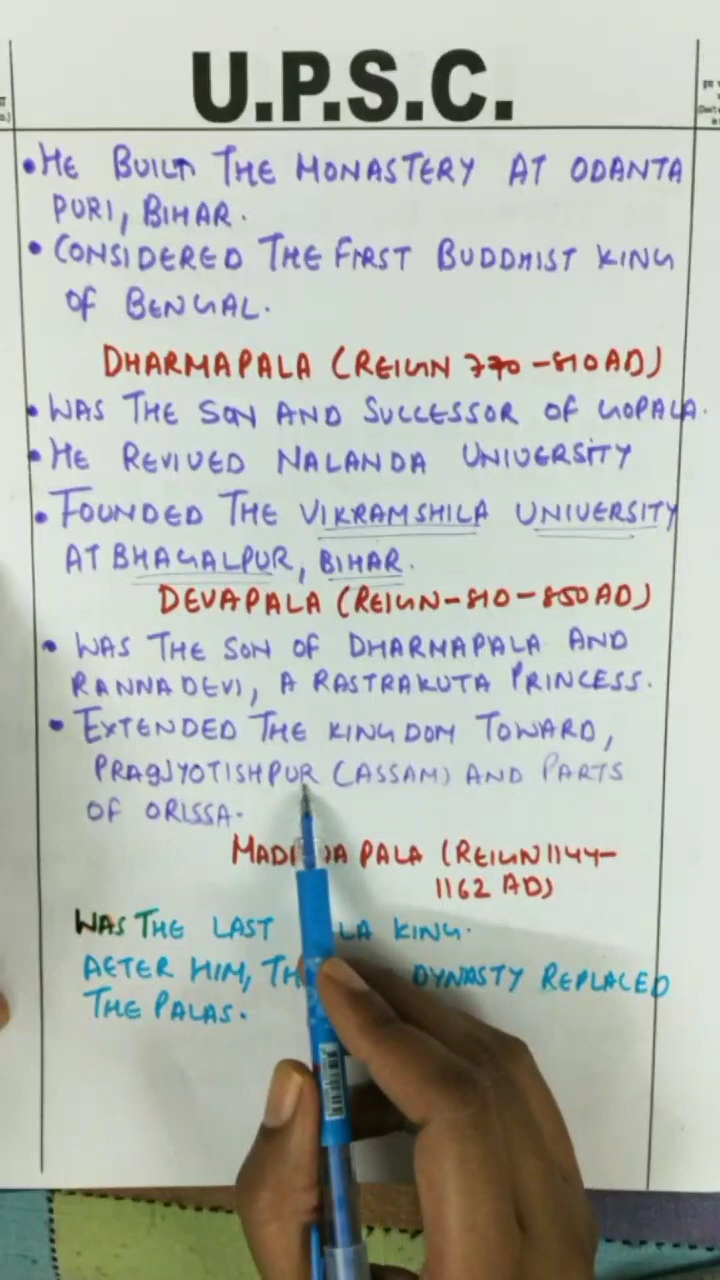 U.P.S.C.
• HE BUILT THE MONASTERY AT ODANTA
PURI, BIHAR.
• CONSIDERED THE FIRST BUDDHIST KING
OF BENGAL.
DHARMAPALA (REIGN 770-810AD)
• WAS THE SON AND SUCCESSOR OF GOPALA.
• HE REVIVED NALANDA UNIVERSITY
• FOUNDED THE VIKRAMSHILA UNIVERSITY
AT BHAGALPUR, BIHAR.
DEVAPALA (REIGN-810-850AD)
• WAS THE SON OF DHARMAPALA AND
RANNADEVI, A RASTRAKUTA PRINCESS.
• EXTENDED THE KINGDOM TOWARD,
PRAGJYOTISHPUR (ASSAM) AND PARTS
OF ORISSA.
PALA (REIGN 1144-
1162 AD)
WAS THE LAST KING.
AFTER HIM, DYNASTY REPLACED
THE PALAS.